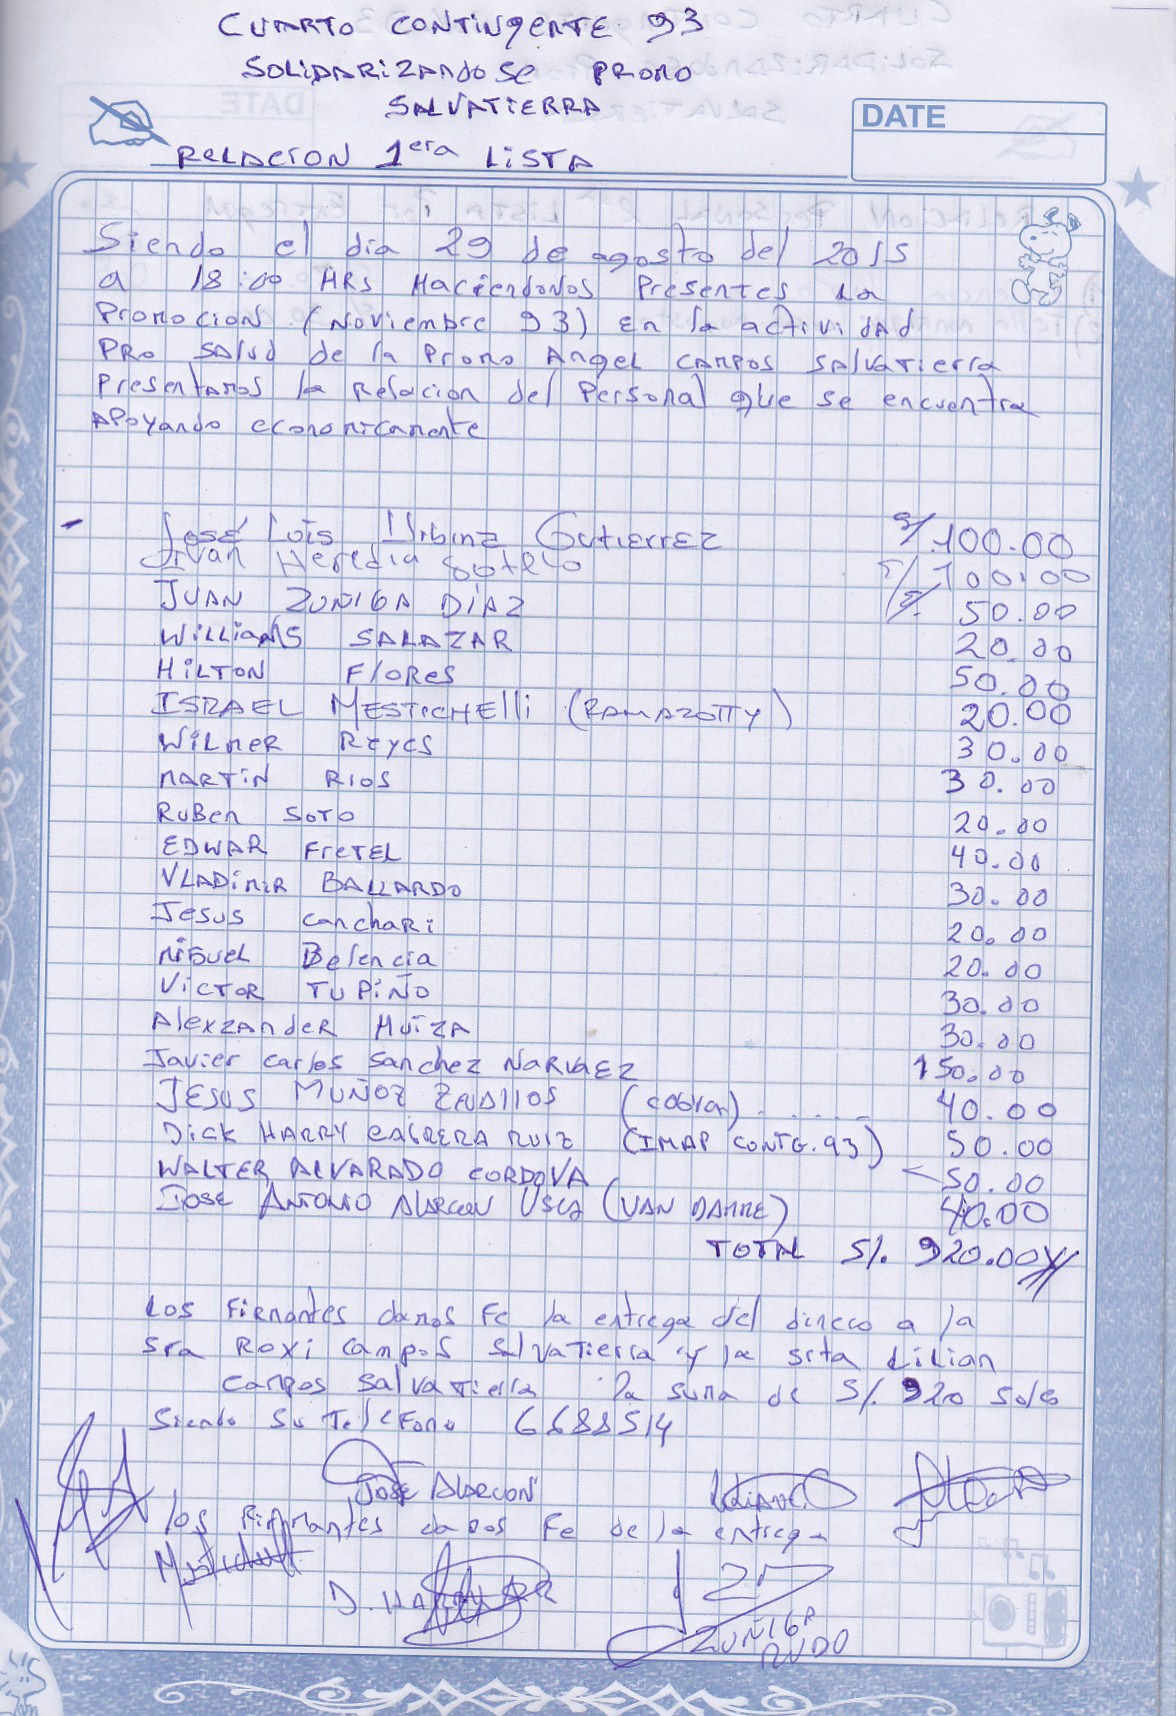 CUARTO CONTINGENTE 93
SOLIDARIZANDOSE PROMO
SALVATIERRA
DATE
RELACION 1era LISTA
Siendo el dia 29 de agosto del 2015
a 18:00 HRS Haciendonos Presentes La
Promocion (Noviembre 93) En la actividad
PRO Salud de la Promo Angel Campos Salvatierra
Presentamos la Relacion del Personal que se encuentra
Apoyando economicamente
- José Luis Urbina Gutierrez S/. 100.00
Ivan Heredia Sotelo S/. 100.00
JUAN ZUÑIGA DIAZ S/. 50.00
Williams SALAZAR 20.00
HILTON FloRes 50.00
ISRAEL MESTICHELLi (RAMAZOTTY) 20.00
Wilmer Reyes 30.00
MARTIN RIOS 30.00
RuBen SOTO 20.00
EDWAR FreTEL 40.00
VLADimiR BALLARDO 30.00
Jesus CanchaRi 20.00
Miguel Belencia 20.00
VicTOR TUPiÑO 30.00
AlexzAndeR HuiZA 30.00
Javier Carlos Sanchez NARVAEZ 150.00
JESUS MUÑOZ (cobra) ........ 40.00
Dick HARRY CABRERA RUIZ (IMAP CONTG. 93) 50.00
WALTER ALVARADO CORDOVA 50.00
JOSE ANTONIO ALARCON (VAN DAMME) 40.00
TOTAL S/. 920.00
Los Firmantes damos Fe la entrega del dinero a la
Sra Roxi Campos Salvatierra y la Srta Lilian
Campos Salvatierra la suma de S/. 920 Soles
Siendo su Telefono 6688514
JOSE ALARCON
los Firmantes damos Fe de la entrega
ZUÑIGA
RUDO